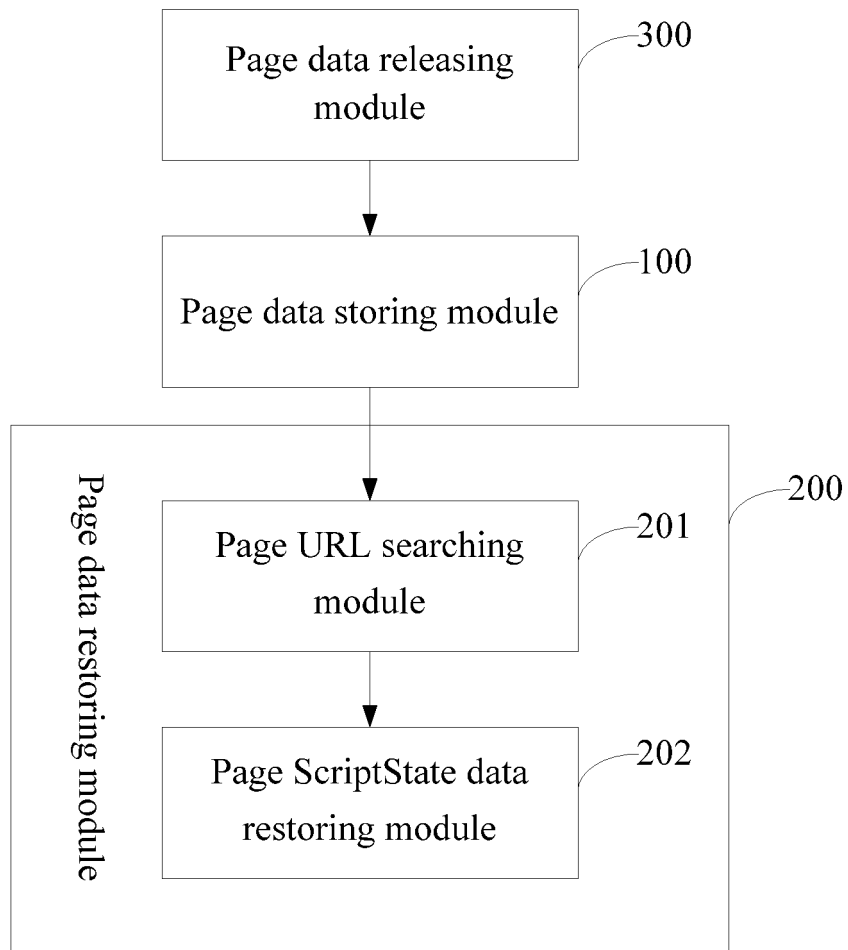 Page data releasing
module
300
Page data storing module
100
Page data restoring module
200
Page URL searching
module
201
Page ScriptState data
restoring module
202